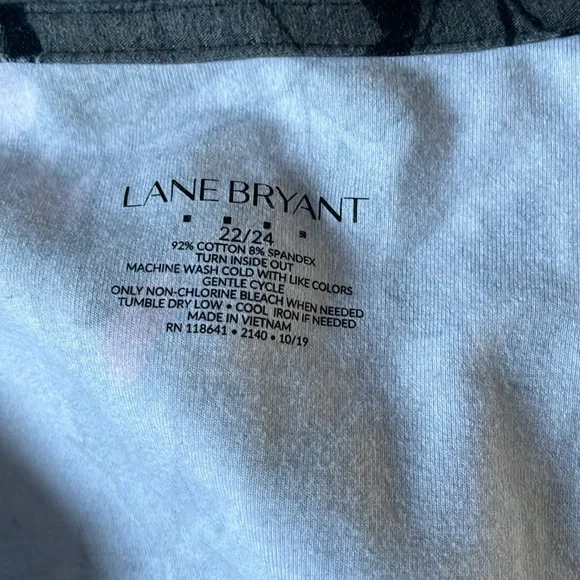 LANE BRYANT
22/24
92% COTTON 8% SPANDEX
TURN INSIDE OUT
MACHINE WASH COLD WITH LIKE COLORS
GENTLE CYCLE
ONLY NON-CHLORINE BLEACH WHEN NEEDED
TUMBLE DRY LOW • COOL IRON IF NEEDED
MADE IN VIETNAM
RN 118641 • 2140 • 10/19